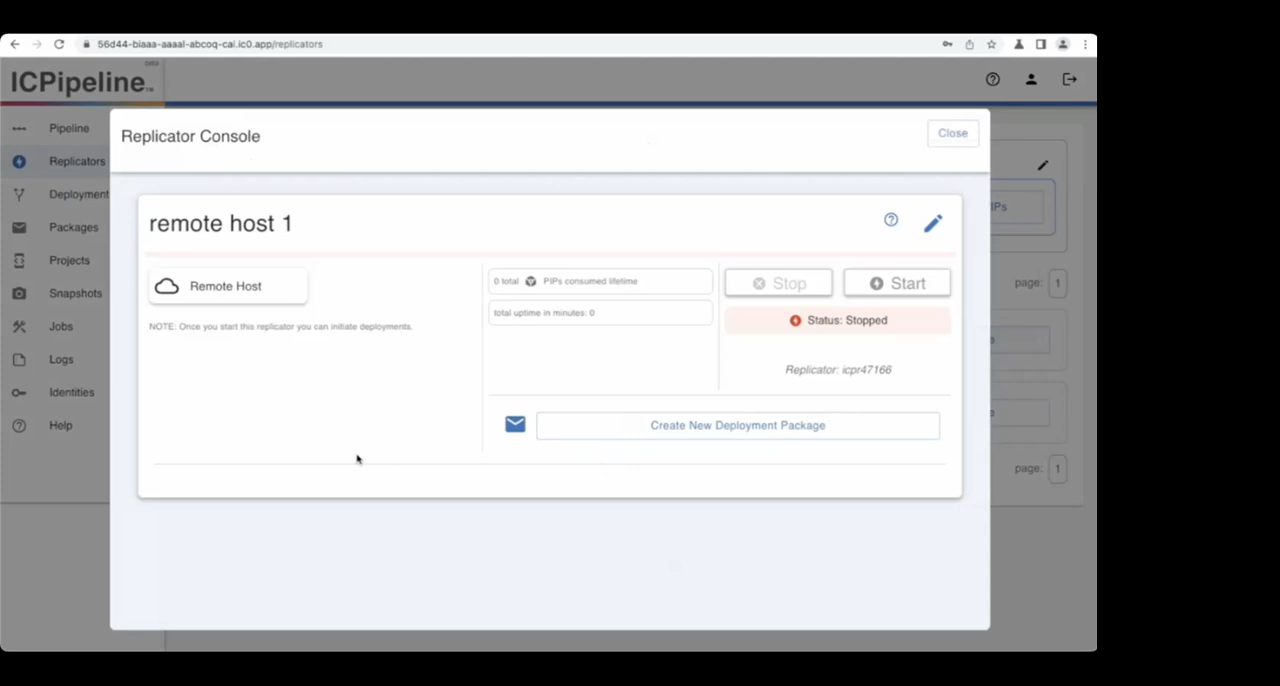 56d44-biaaa-aaaal-abcoq-cai.ic0.app/replicators
BETA
ICPipeline™
Pipeline
Replicators
Deployment
Packages
Projects
Snapshots
Jobs
Logs
Identities
Help
Replicator Console
Close
remote host 1
Remote Host
NOTE: Once you start this replicator you can initiate deployments.
0 total PIPs consumed lifetime
total uptime in minutes: 0
Stop
Start
Status: Stopped
Replicator: icpr47166
Create New Deployment Package
IPs
page: 1
page: 1